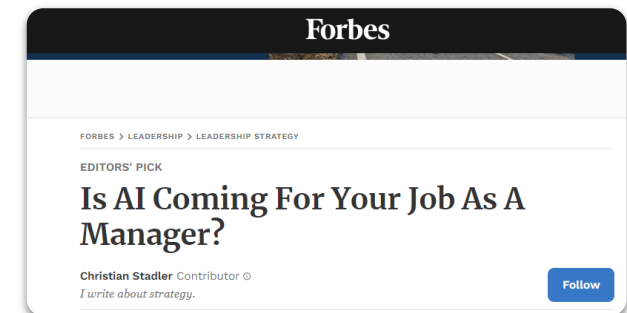 Forbes
FORBES > LEADERSHIP > LEADERSHIP STRATEGY
EDITORS' PICK
Is AI Coming For Your Job As A
Manager?
Christian Stadler Contributor
I write about strategy.
Follow